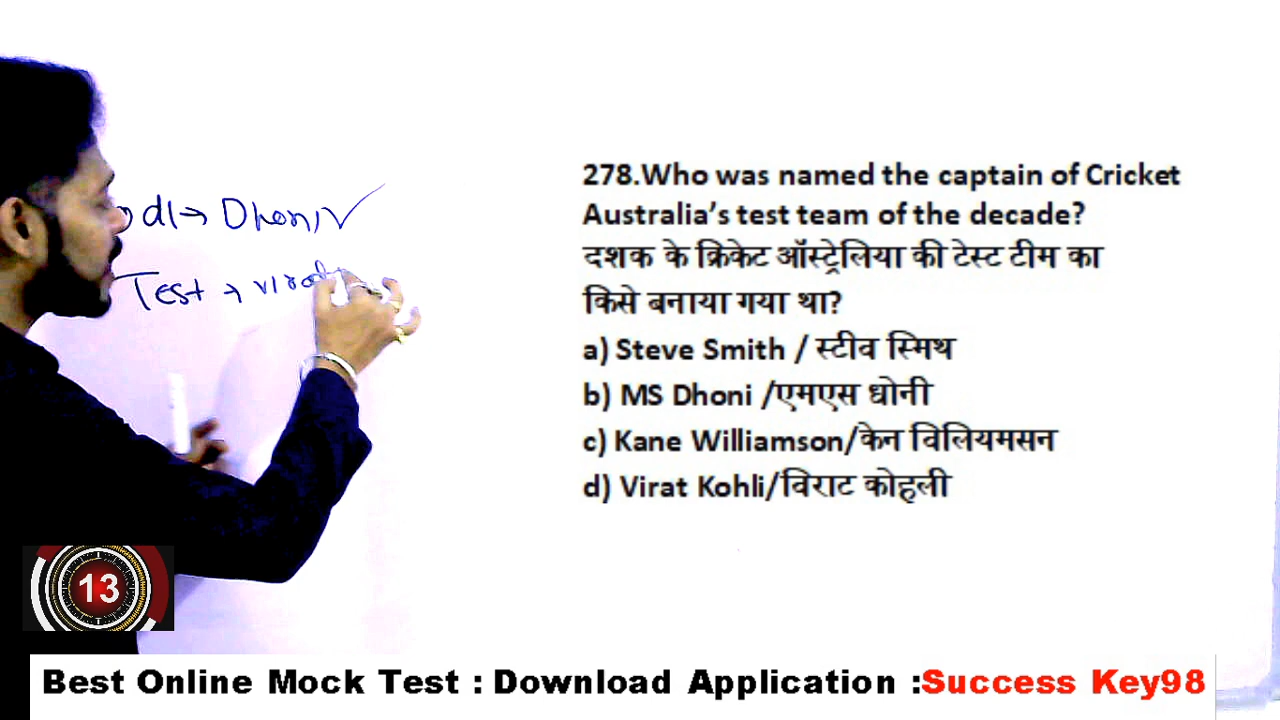 odI→ Dhoni ✓
Test →
278.Who was named the captain of Cricket
Australia’s test team of the decade?
दशक के क्रिकेट ऑस्ट्रेलिया की टेस्ट टीम का
किसे बनाया गया था?
a) Steve Smith / स्टीव स्मिथ
b) MS Dhoni /एमएस धोनी
c) Kane Williamson/केन विलियमसन
d) Virat Kohli/विराट कोहली
13
Best Online Mock Test : Download Application :Success Key98